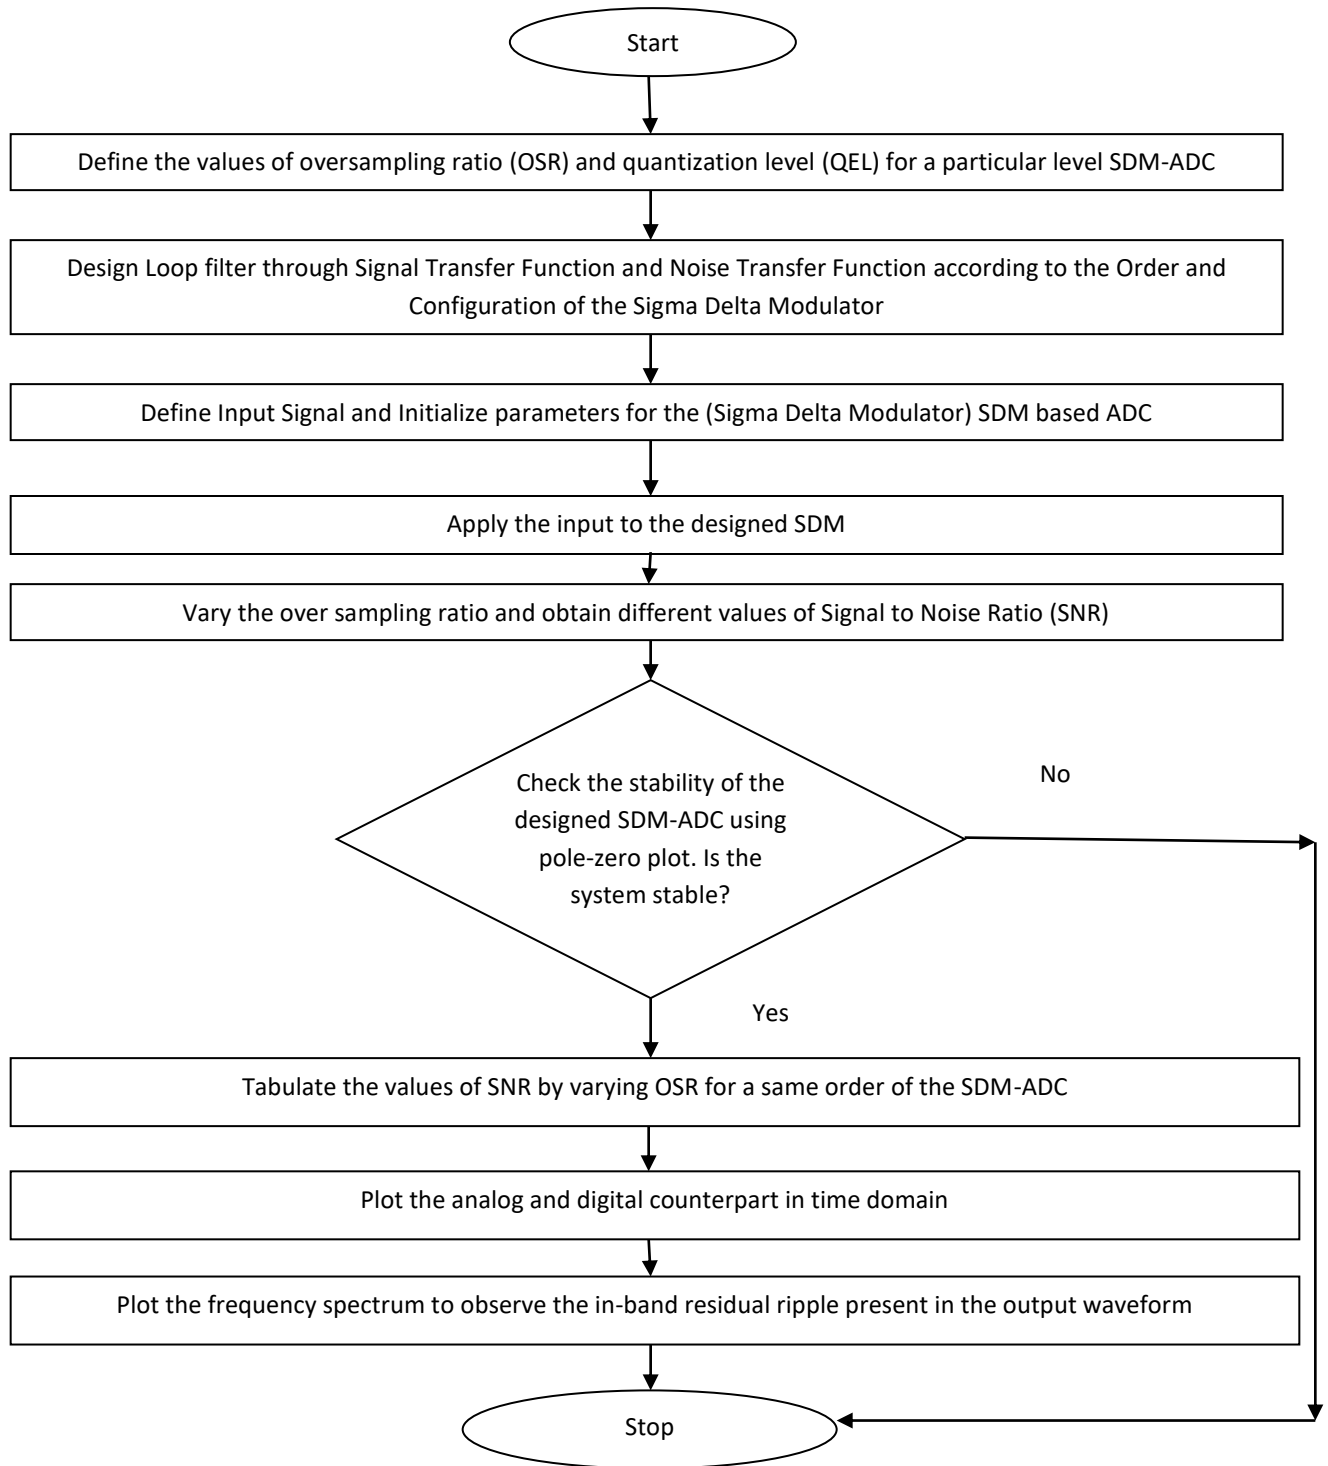 Start
Define the values of oversampling ratio (OSR) and quantization level (QEL) for a particular level SDM-ADC
Design Loop filter through Signal Transfer Function and Noise Transfer Function according to the Order and
Configuration of the Sigma Delta Modulator
Define Input Signal and Initialize parameters for the (Sigma Delta Modulator) SDM based ADC
Apply the input to the designed SDM
Vary the over sampling ratio and obtain different values of Signal to Noise Ratio (SNR)
Check the stability of the
designed SDM-ADC using
pole-zero plot. Is the
system stable?
No
Yes
Tabulate the values of SNR by varying OSR for a same order of the SDM-ADC
Plot the analog and digital counterpart in time domain
Plot the frequency spectrum to observe the in-band residual ripple present in the output waveform
Stop